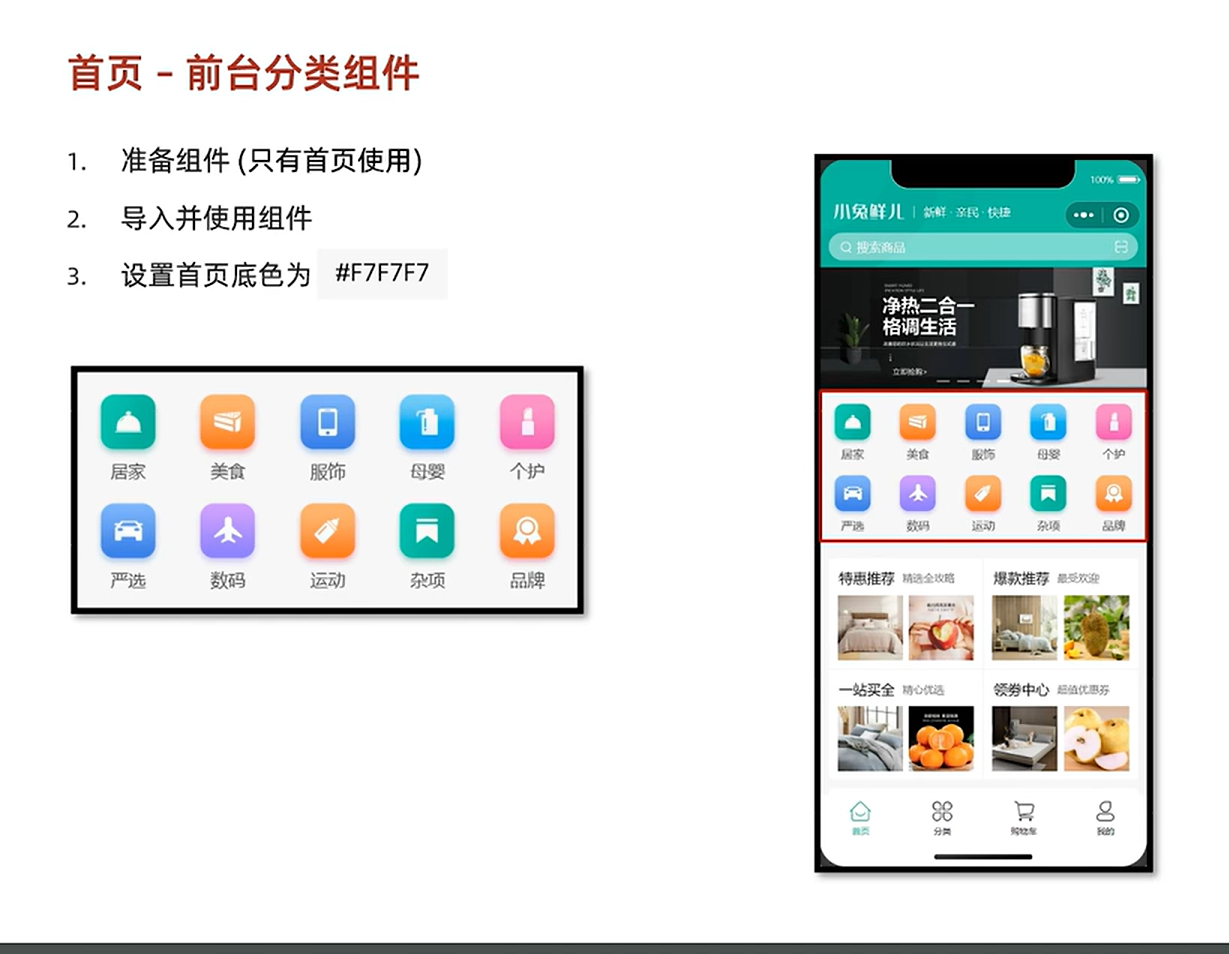 首页 - 前台分类组件
1. 准备组件 (只有首页使用)
2. 导入并使用组件
3. 设置首页底色为 #F7F7F7
居家 美食 服饰 母婴 个护
严选 数码 运动 杂项 品牌
100%
小兔鲜儿 | 新鲜·亲民·快捷
搜索商品
净热二合一
格调生活
立即抢购>
居家 美食 服饰 母婴 个护
严选 数码 运动 杂项 品牌
特惠推荐 精选全攻略 爆款推荐 最受欢迎
一站买全 精心优选 领券中心 超值优惠券
首页 分类 购物车 我的